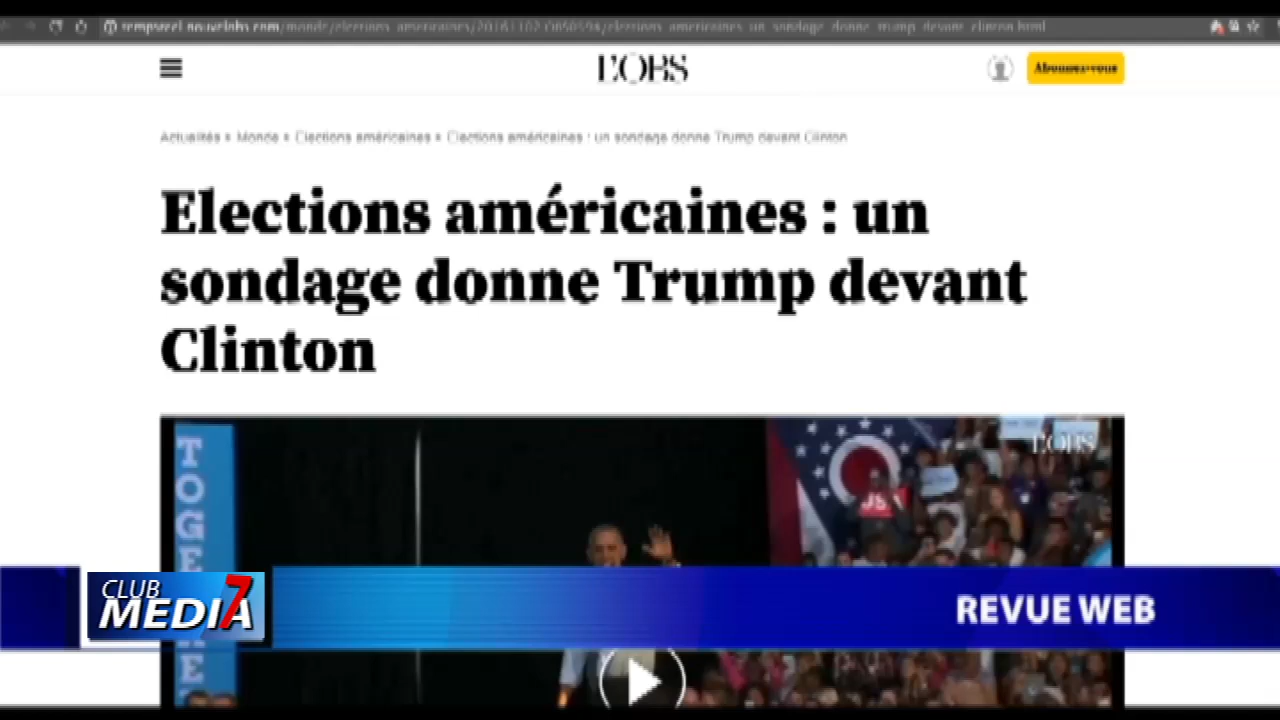 L'OBS
Abonnez-vous
Actualités
Monde
Elections américaines
Elections américaines : un sondage donne Trump devant Clinton
Elections américaines : un
sondage donne Trump devant
Clinton
L'OBS
TOGE
E
USA
CLUB
MEDIA
7
REVUE WEB